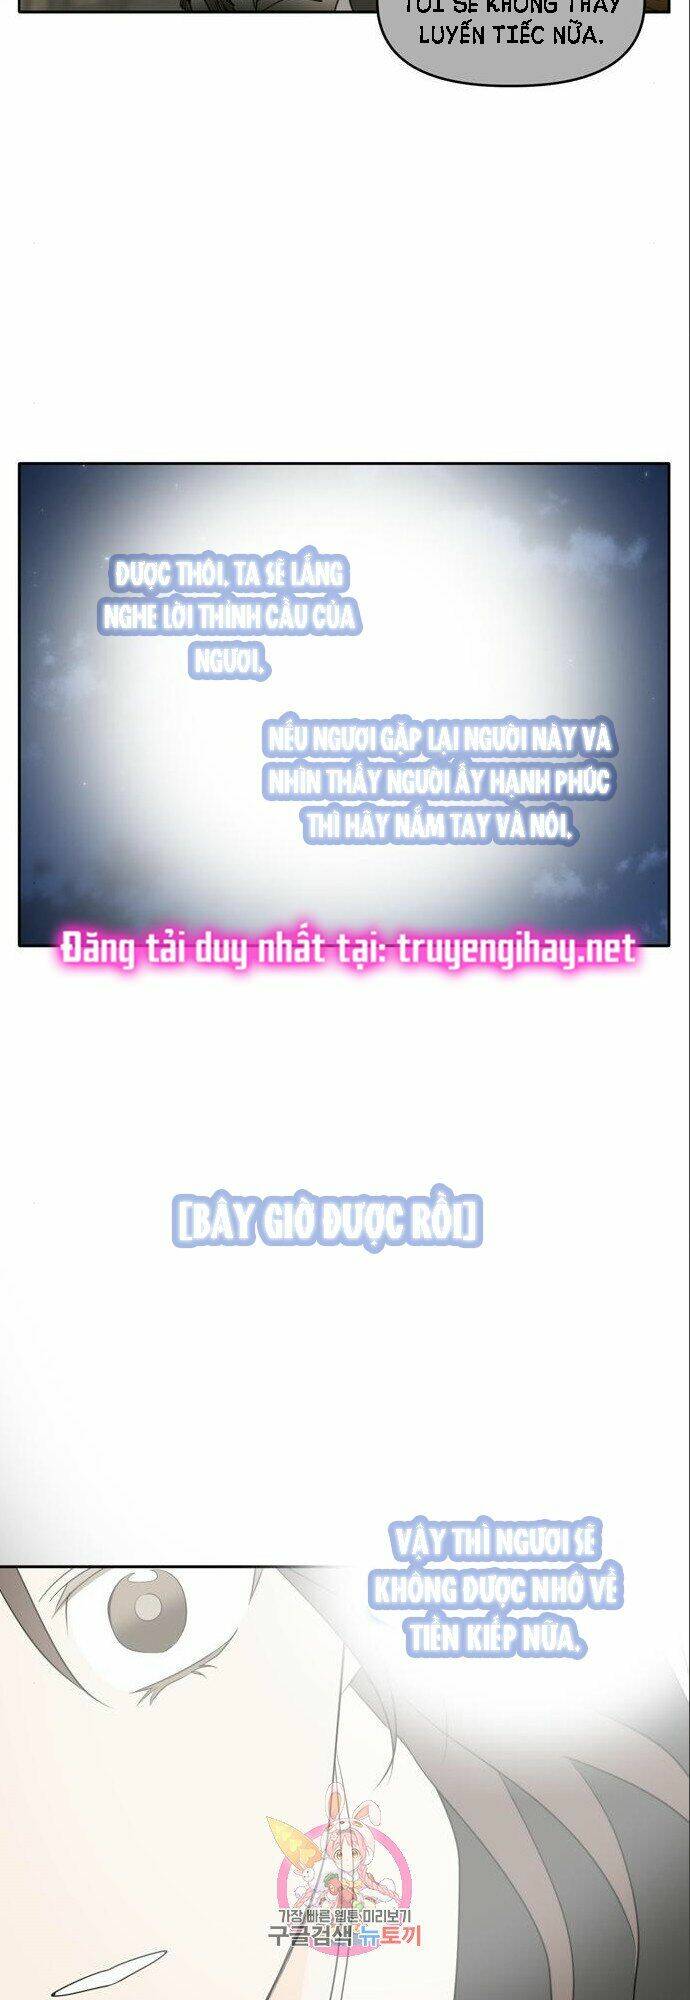 TÔI SẼ KHÔNG THẤY
LUYẾN TIẾC NỮA.
ĐƯỢC THÔI, TA SẼ LẮNG
NGHE LỜI THỈNH CẦU CỦA
NGƯƠI.
NẾU NGƯƠI GẶP LẠI NGƯỜI NÀY VÀ
NHÌN THẤY NGƯỜI ẤY HẠNH PHÚC
THÌ HÃY NẮM TAY VÀ NÓI.
Đăng tải duy nhất tại: truyengihay.net
[BÂY GIỜ ĐƯỢC RỒI]
VẬY THÌ NGƯƠI SẼ
KHÔNG ĐƯỢC NHỚ VỀ
TIỀN KIẾP NỮA.
가장 빠른 웹툰 미리보기
구글검색 뉴토끼